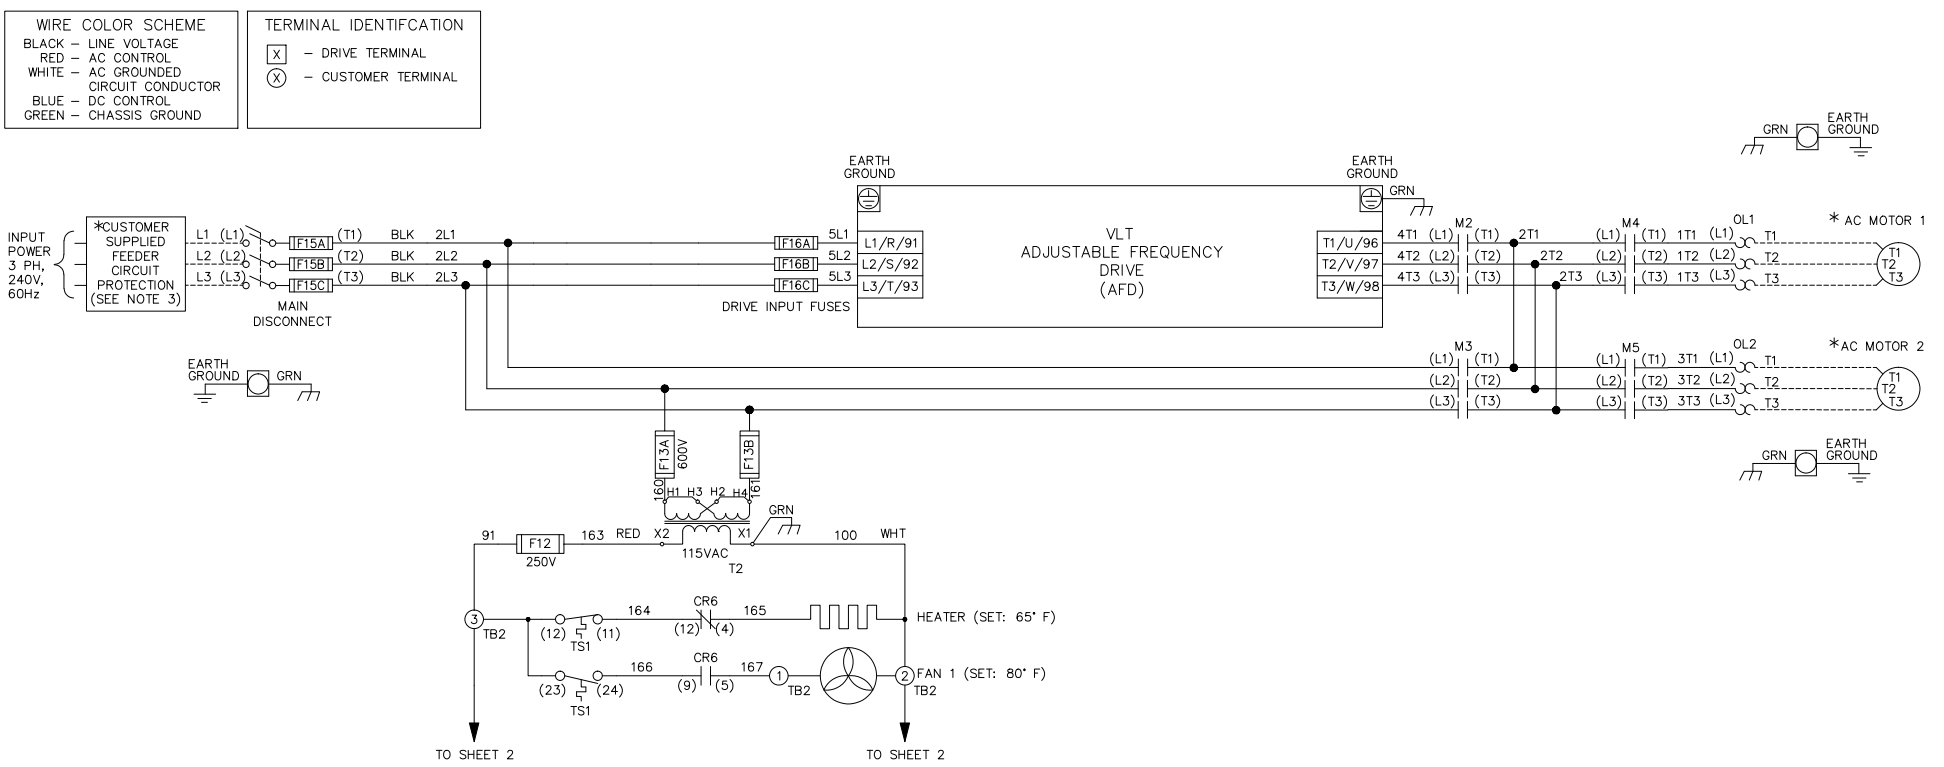 WIRE COLOR SCHEME
BLACK – LINE VOLTAGE
RED – AC CONTROL
WHITE – AC GROUNDED
CIRCUIT CONDUCTOR
BLUE – DC CONTROL
GREEN – CHASSIS GROUND
TERMINAL IDENTIFCATION
X – DRIVE TERMINAL
X – CUSTOMER TERMINAL
GRN
EARTH
GROUND
EARTH
GROUND
EARTH
GROUND
GRN
INPUT
POWER
3 PH,
240V,
60Hz
*CUSTOMER
SUPPLIED
FEEDER
CIRCUIT
PROTECTION
(SEE NOTE 3)
L1 (L1) F15A (T1) BLK 2L1 F16A 5L1 L1/R/91
L2 (L2) F15B (T2) BLK 2L2 F16B 5L2 L2/S/92
L3 (L3) F15C (T3) BLK 2L3 F16C 5L3 L3/T/93
MAIN
DISCONNECT
DRIVE INPUT FUSES
VLT
ADJUSTABLE FREQUENCY
DRIVE
(AFD)
M2 M4 OL1 * AC MOTOR 1
T1/U/96 4T1 (L1) (T1) 2T1 (L1) (T1) 1T1 (L1) T1 T1
T2/V/97 4T2 (L2) (T2) 2T2 (L2) (T2) 1T2 (L2) T2 T2
T3/W/98 4T3 (L3) (T3) 2T3 (L3) (T3) 1T3 (L3) T3 T3
M3 M5 OL2 * AC MOTOR 2
(L1) (T1) (L1) (T1) 3T1 (L1) T1 T1
(L2) (T2) (L2) (T2) 3T2 (L2) T2 T2
(L3) (T3) (L3) (T3) 3T3 (L3) T3 T3
EARTH
GROUND
GRN
GRN
EARTH
GROUND
F13A
600V
F13B
160
161
H1 H3 H2 H4
GRN
91 F12 163 RED X2 X1 100 WHT
250V
115VAC
T2
3
TB2
164 CR6 165
(12) (11) (12) (4)
TS1
HEATER (SET: 65° F)
166 CR6 167
(23) (24) (9) (5)
TS1
1
TB2
2
TB2
FAN 1 (SET: 80° F)
TO SHEET 2
TO SHEET 2